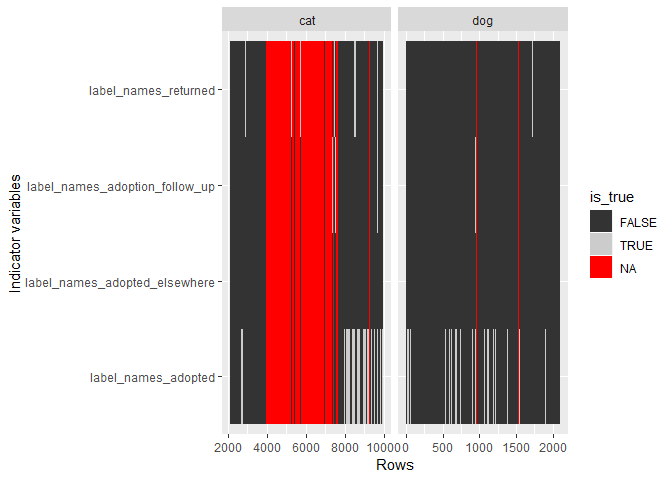 cat dog
label_names_returned
label_names_adoption_follow_up
label_names_adopted_elsewhere
label_names_adopted
Indicator variables
2000 4000 6000 8000 10000 0 500 1000 1500 2000
Rows
is_true
FALSE
TRUE
NA